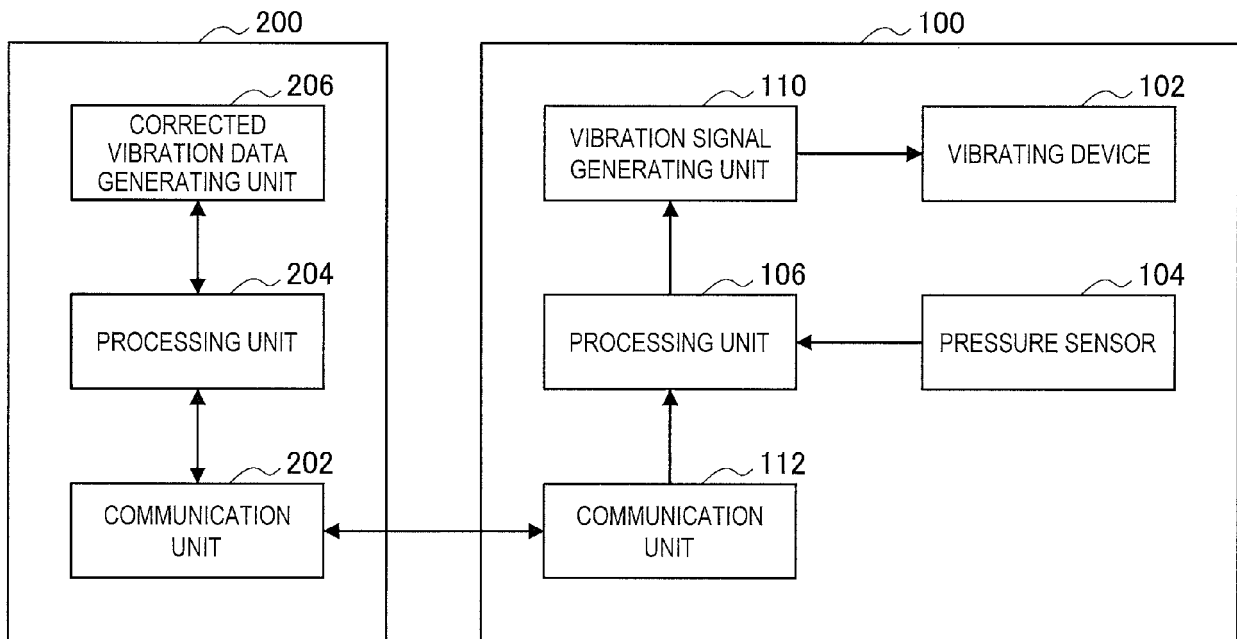 200
206
CORRECTED
VIBRATION DATA
GENERATING UNIT
204
PROCESSING UNIT
202
COMMUNICATION
UNIT
100
110
VIBRATION SIGNAL
GENERATING UNIT
102
VIBRATING DEVICE
106
PROCESSING UNIT
104
PRESSURE SENSOR
112
COMMUNICATION
UNIT